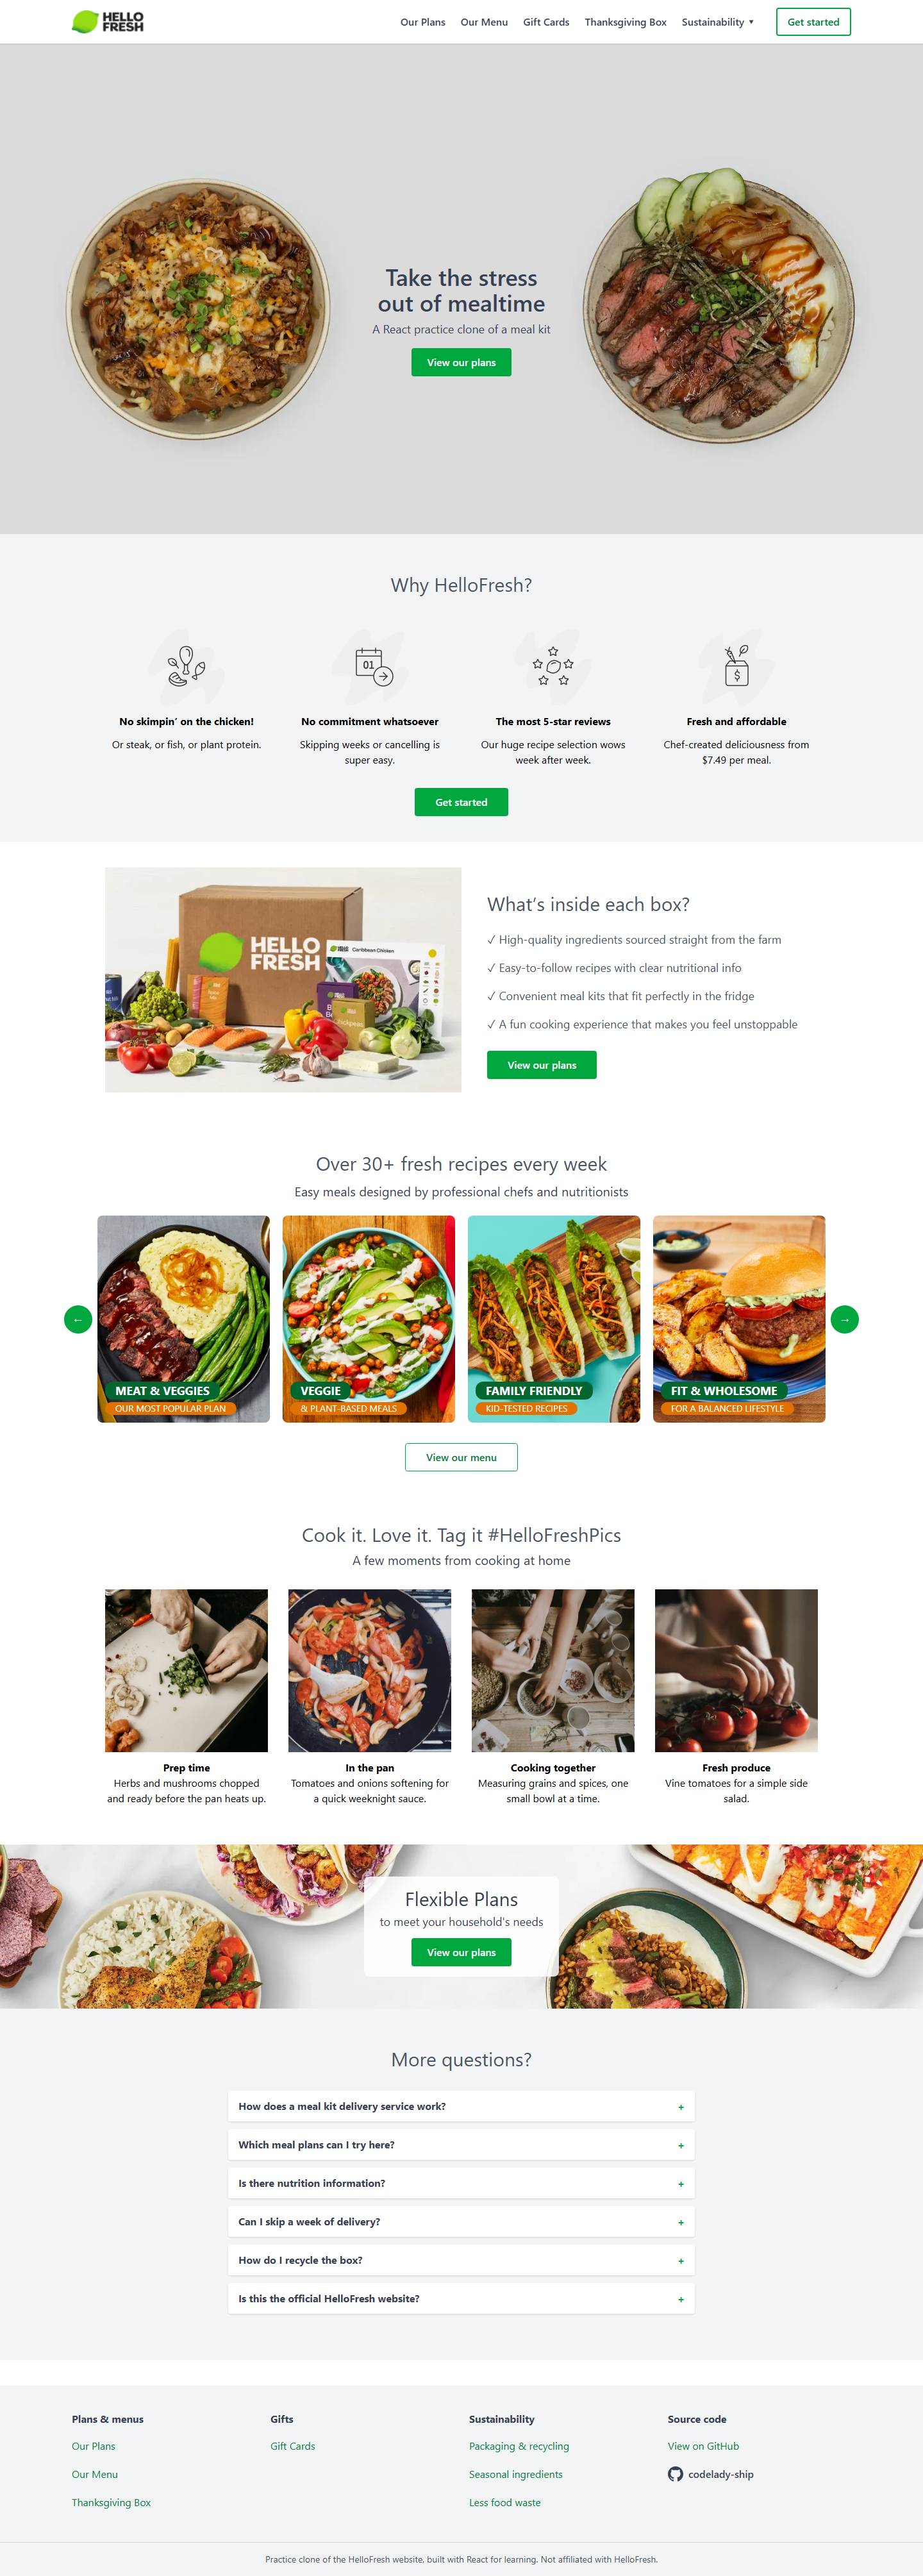 HELLO
FRESH
Our Plans
Our Menu
Gift Cards
Thanksgiving Box
Sustainability ▼
Get started
Take the stress
out of mealtime
A React practice clone of a meal kit
View our plans
Why HelloFresh?
01
$
No skimpin’ on the chicken!
Or steak, or fish, or plant protein.
No commitment whatsoever
Skipping weeks or cancelling is
super easy.
The most 5-star reviews
Our huge recipe selection wows
week after week.
Fresh and affordable
Chef-created deliciousness from
$7.49 per meal.
Get started
HELLO
FRESH
Caribbean Chicken
What’s inside each box?
✓ High-quality ingredients sourced straight from the farm
✓ Easy-to-follow recipes with clear nutritional info
✓ Convenient meal kits that fit perfectly in the fridge
✓ A fun cooking experience that makes you feel unstoppable
View our plans
Over 30+ fresh recipes every week
Easy meals designed by professional chefs and nutritionists
←
MEAT & VEGGIES
OUR MOST POPULAR PLAN
VEGGIE
& PLANT-BASED MEALS
FAMILY FRIENDLY
KID-TESTED RECIPES
FIT & WHOLESOME
FOR A BALANCED LIFESTYLE
→
View our menu
Cook it. Love it. Tag it #HelloFreshPics
A few moments from cooking at home
Prep time
Herbs and mushrooms chopped
and ready before the pan heats up.
In the pan
Tomatoes and onions softening for
a quick weeknight sauce.
Cooking together
Measuring grains and spices, one
small bowl at a time.
Fresh produce
Vine tomatoes for a simple side
salad.
Flexible Plans
to meet your household's needs
View our plans
More questions?
How does a meal kit delivery service work? +
Which meal plans can I try here? +
Is there nutrition information? +
Can I skip a week of delivery? +
How do I recycle the box? +
Is this the official HelloFresh website? +
Plans & menus
Our Plans
Our Menu
Thanksgiving Box
Gifts
Gift Cards
Sustainability
Packaging & recycling
Seasonal ingredients
Less food waste
Source code
View on GitHub
codelady-ship
Practice clone of the HelloFresh website, built with React for learning. Not affiliated with HelloFresh.